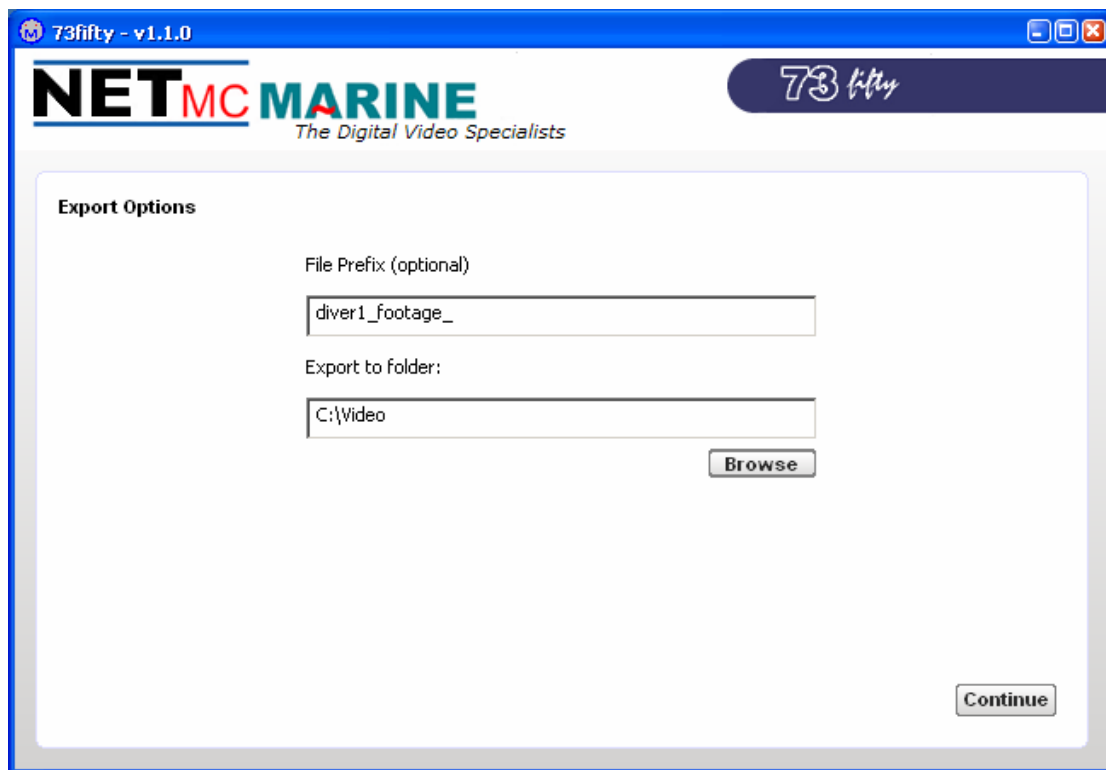 73fifty - v1.1.0
NETMC MARINE
73 fifty
The Digital Video Specialists
Export Options
File Prefix (optional)
diver1_footage_
Export to folder:
C:\Video
Browse
Continue